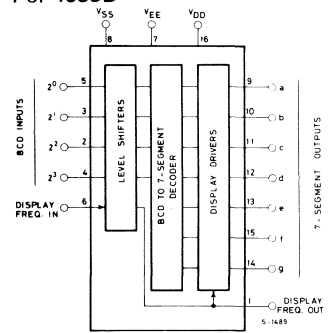 VSS VEE VDD
8 7 16
BCD INPUTS
2⁰ 5
2¹ 3
2² 2
2³ 4
DISPLAY FREQ. IN 6
LEVEL SHIFTERS
BCD TO 7-SEGMENT DECODER
DISPLAY DRIVERS
9 a
10 b
11 c
12 d
13 e
15 f
14 g
7-SEGMENT OUTPUTS
1 DISPLAY FREQ. OUT
S-1489